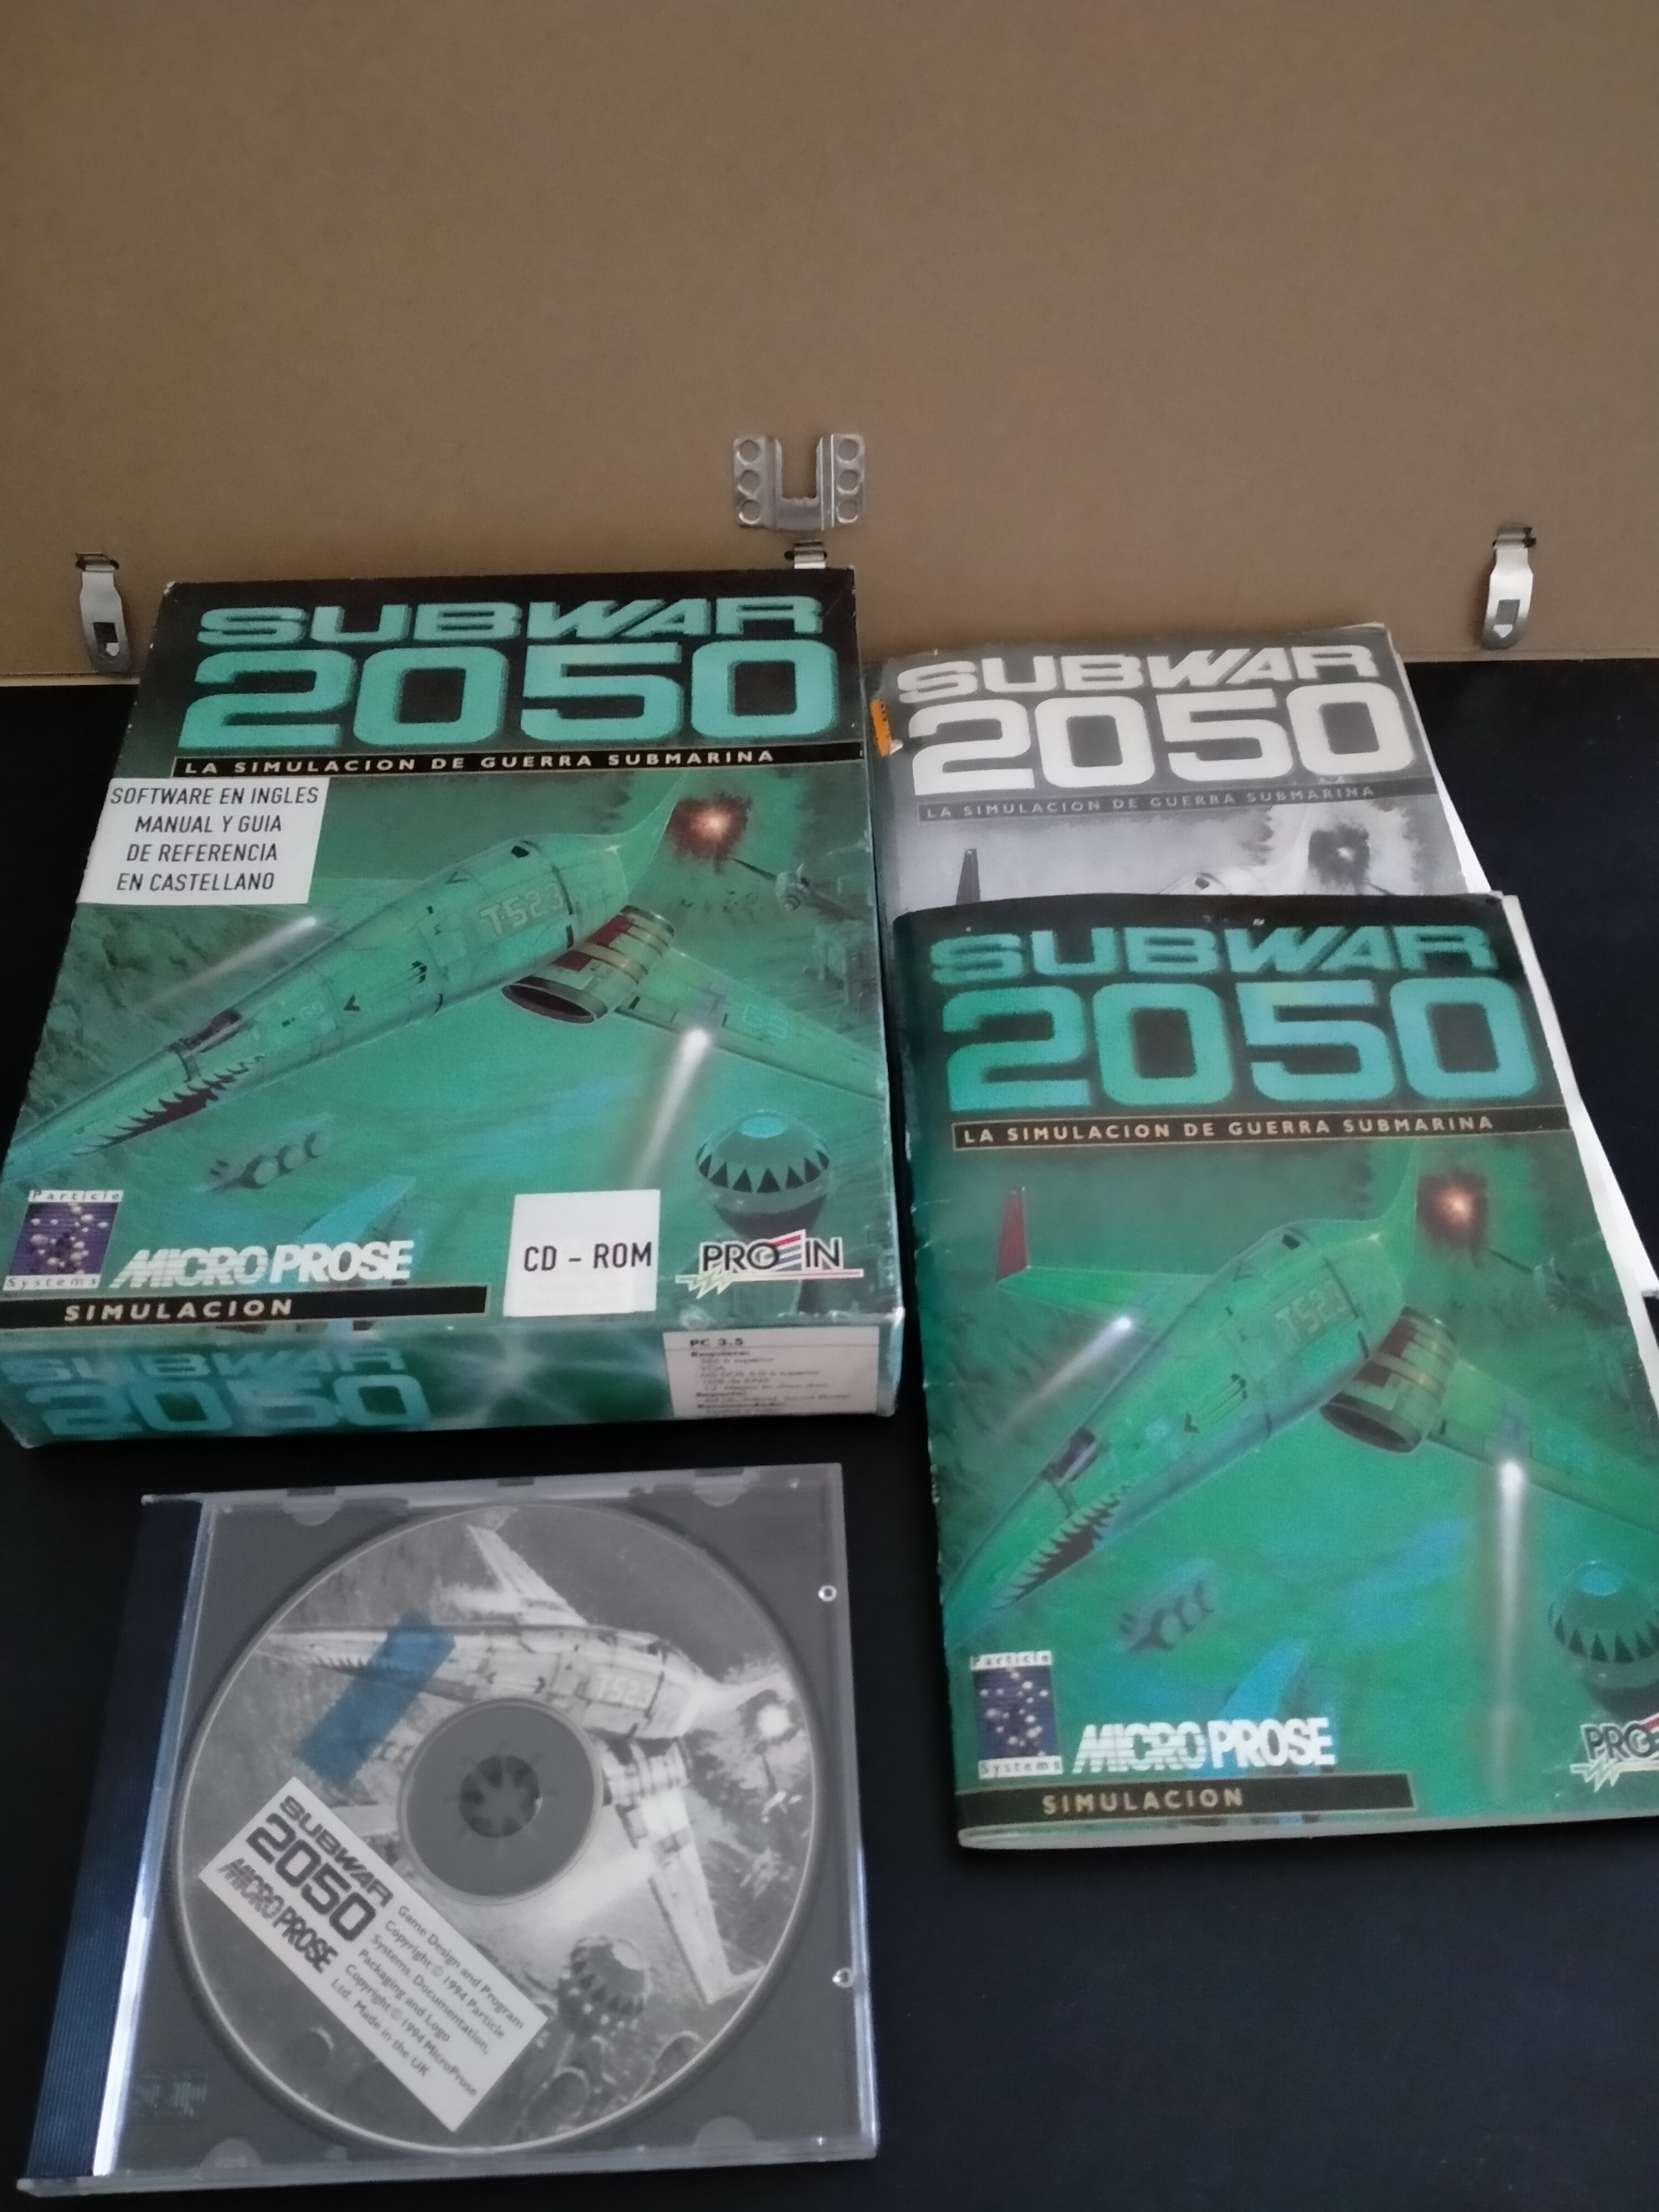 SUBWAR
2050
LA SIMULACION DE GUERRA SUBMARINA
SOFTWARE EN INGLES
MANUAL Y GUIA
DE REFERENCIA
EN CASTELLANO
T523
Particle
Systems
MICROPROSE
CD - ROM
PROEIN
SIMULACION
SUBWAR
2050
PC 3.5
Requiere:
SUBWAR
2050
LA SIMULACION DE GUERRA SUBMARINA
SUBWAR
2050
LA SIMULACION DE GUERRA SUBMARINA
T523
Particle
Systems
MICROPROSE
PROE
SIMULACION
T523
SUBWAR
2050
MICROPROSE
Game Design and Program
Copyright © 1994 Particle
Systems. Documentation,
Packaging and Logo
Copyright © 1994 MicroProse
Ltd. Made in the UK